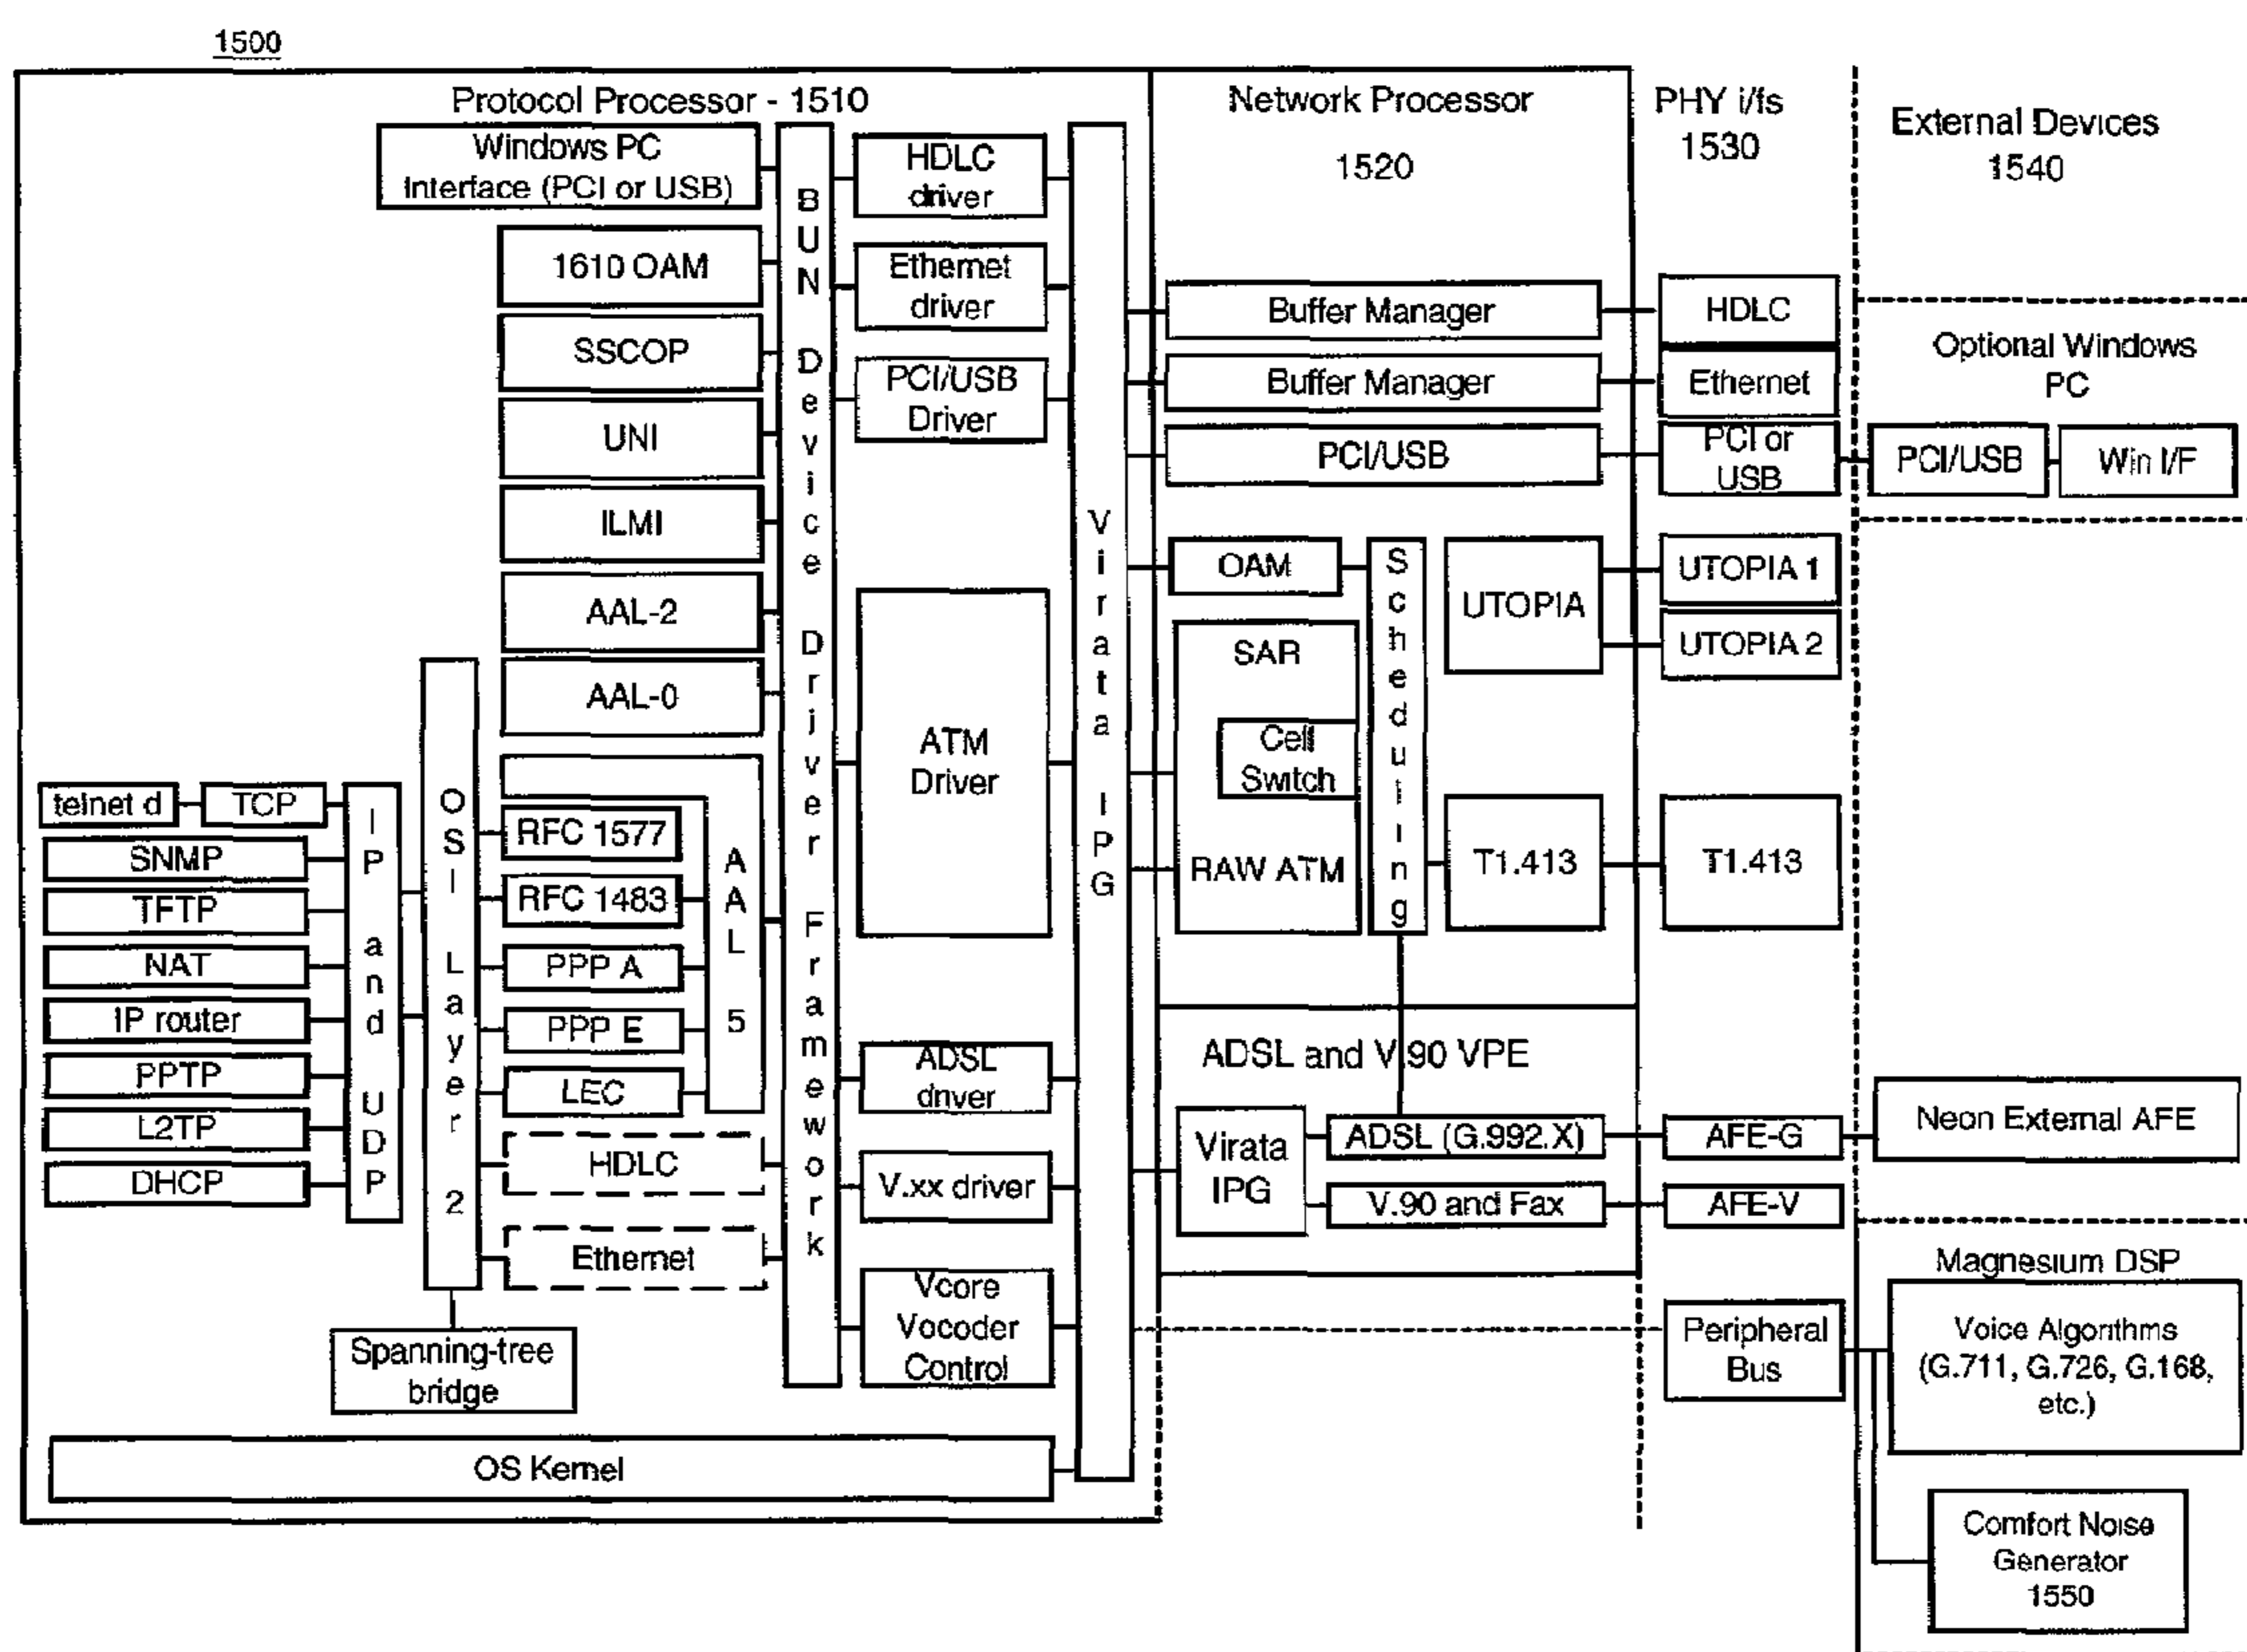 1500
Protocol Processor - 1510
Windows PC
Interface (PCI or USB)
1610 OAM
SSCOP
UNI
ILMI
AAL-2
AAL-0
telnet d
TCP
SNMP
TFTP
NAT
IP router
PPTP
L2TP
DHCP
IP and UDP
OSI Layer 2
RFC 1577
RFC 1483
PPP A
PPP E
LEC
AAL 5
HDLC
Ethernet
Spanning-tree
bridge
OS Kernel
BUN Device Driver Framework
HDLC
driver
Ethernet
driver
PCI/USB
Driver
ATM
Driver
ADSL
driver
V.xx driver
Vcore
Vocoder
Control
Virata IPG
Network Processor
1520
Buffer Manager
Buffer Manager
PCI/USB
OAM
SAR
Cell
Switch
RAW ATM
Scheduling
UTOPIA
T1.413
ADSL and V.90 VPE
Virata
IPG
ADSL (G.992.X)
V.90 and Fax
PHY i/fs
1530
HDLC
Ethernet
PCI or
USB
UTOPIA 1
UTOPIA 2
T1.413
AFE-G
AFE-V
Peripheral
Bus
External Devices
1540
Optional Windows
PC
PCI/USB
Win I/F
Neon External AFE
Magnesium DSP
Voice Algorithms
(G.711, G.726, G.168,
etc.)
Comfort Noise
Generator
1550